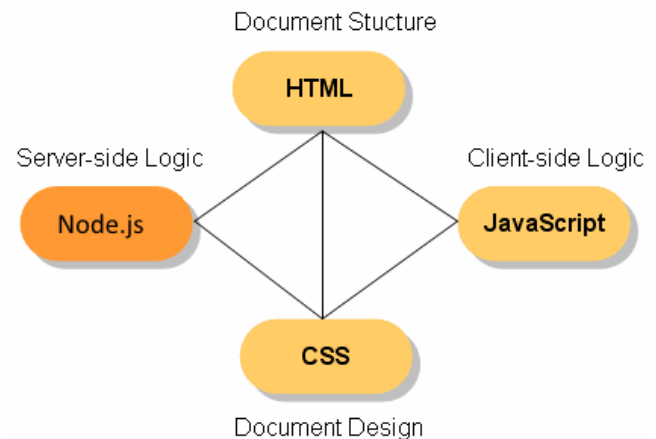 Document Stucture
HTML
Server-side Logic
Client-side Logic
Node.js
JavaScript
CSS
Document Design